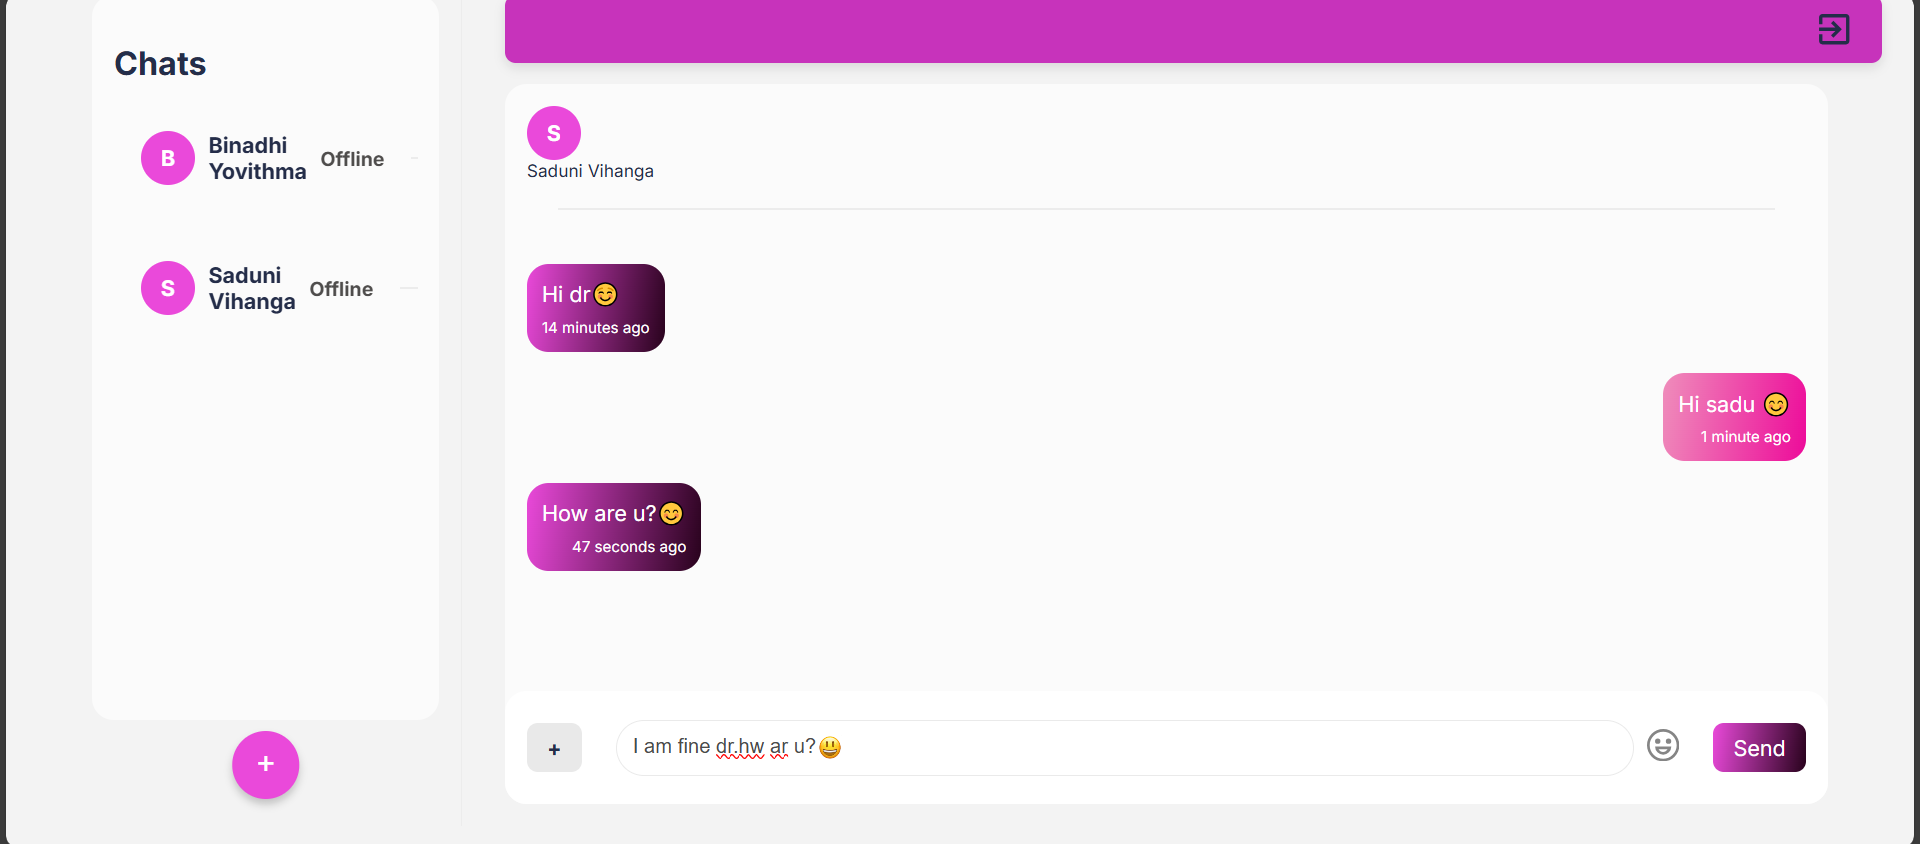 Chats
B
Binadhi
Yovithma
Offline
S
Saduni
Vihanga
Offline
+
S
Saduni Vihanga
Hi dr😊
14 minutes ago
Hi sadu 😊
1 minute ago
How are u?😊
47 seconds ago
+
I am fine dr.hw ar u?😃
Send